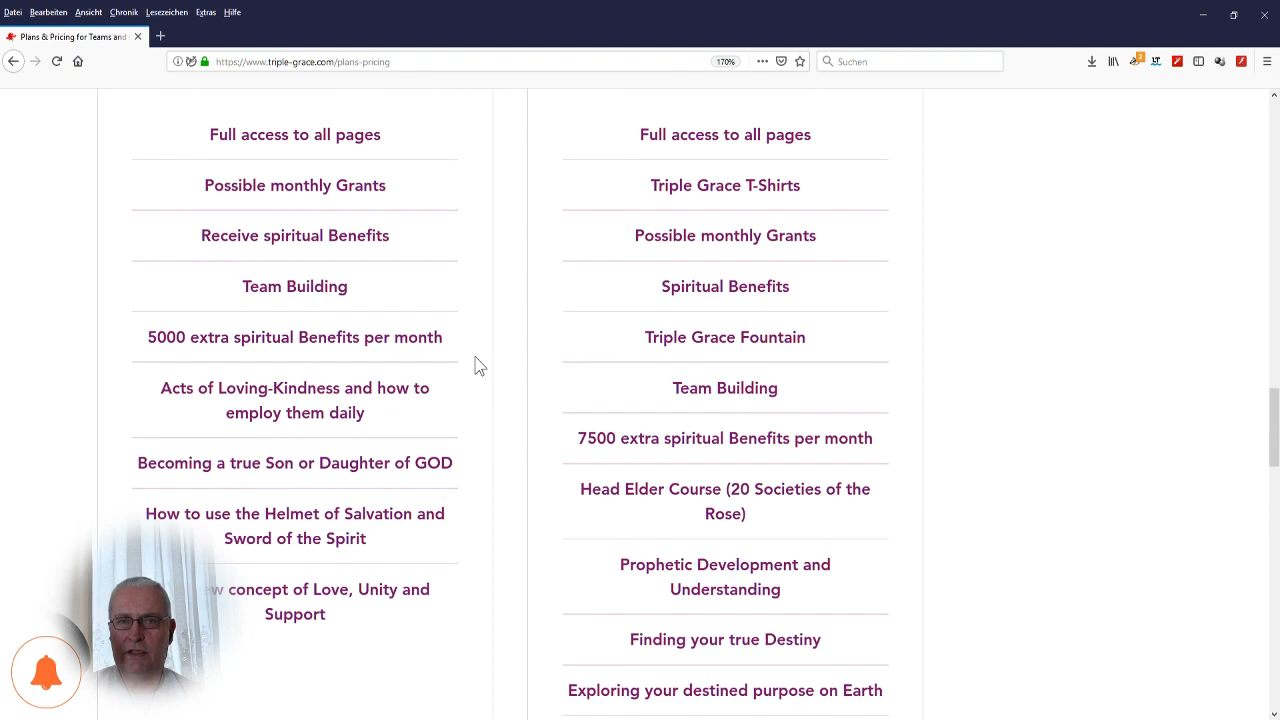 Datei Bearbeiten Ansicht Chronik Lesezeichen Extras Hilfe
Plans & Pricing for Teams and
https://www.triple-grace.com/plans-pricing
170%
Suchen
2
LT
Full access to all pages
Possible monthly Grants
Receive spiritual Benefits
Team Building
5000 extra spiritual Benefits per month
Acts of Loving-Kindness and how to
employ them daily
Becoming a true Son or Daughter of GOD
How to use the Helmet of Salvation and
Sword of the Spirit
concept of Love, Unity and
Support
Full access to all pages
Triple Grace T-Shirts
Possible monthly Grants
Spiritual Benefits
Triple Grace Fountain
Team Building
7500 extra spiritual Benefits per month
Head Elder Course (20 Societies of the
Rose)
Prophetic Development and
Understanding
Finding your true Destiny
Exploring your destined purpose on Earth